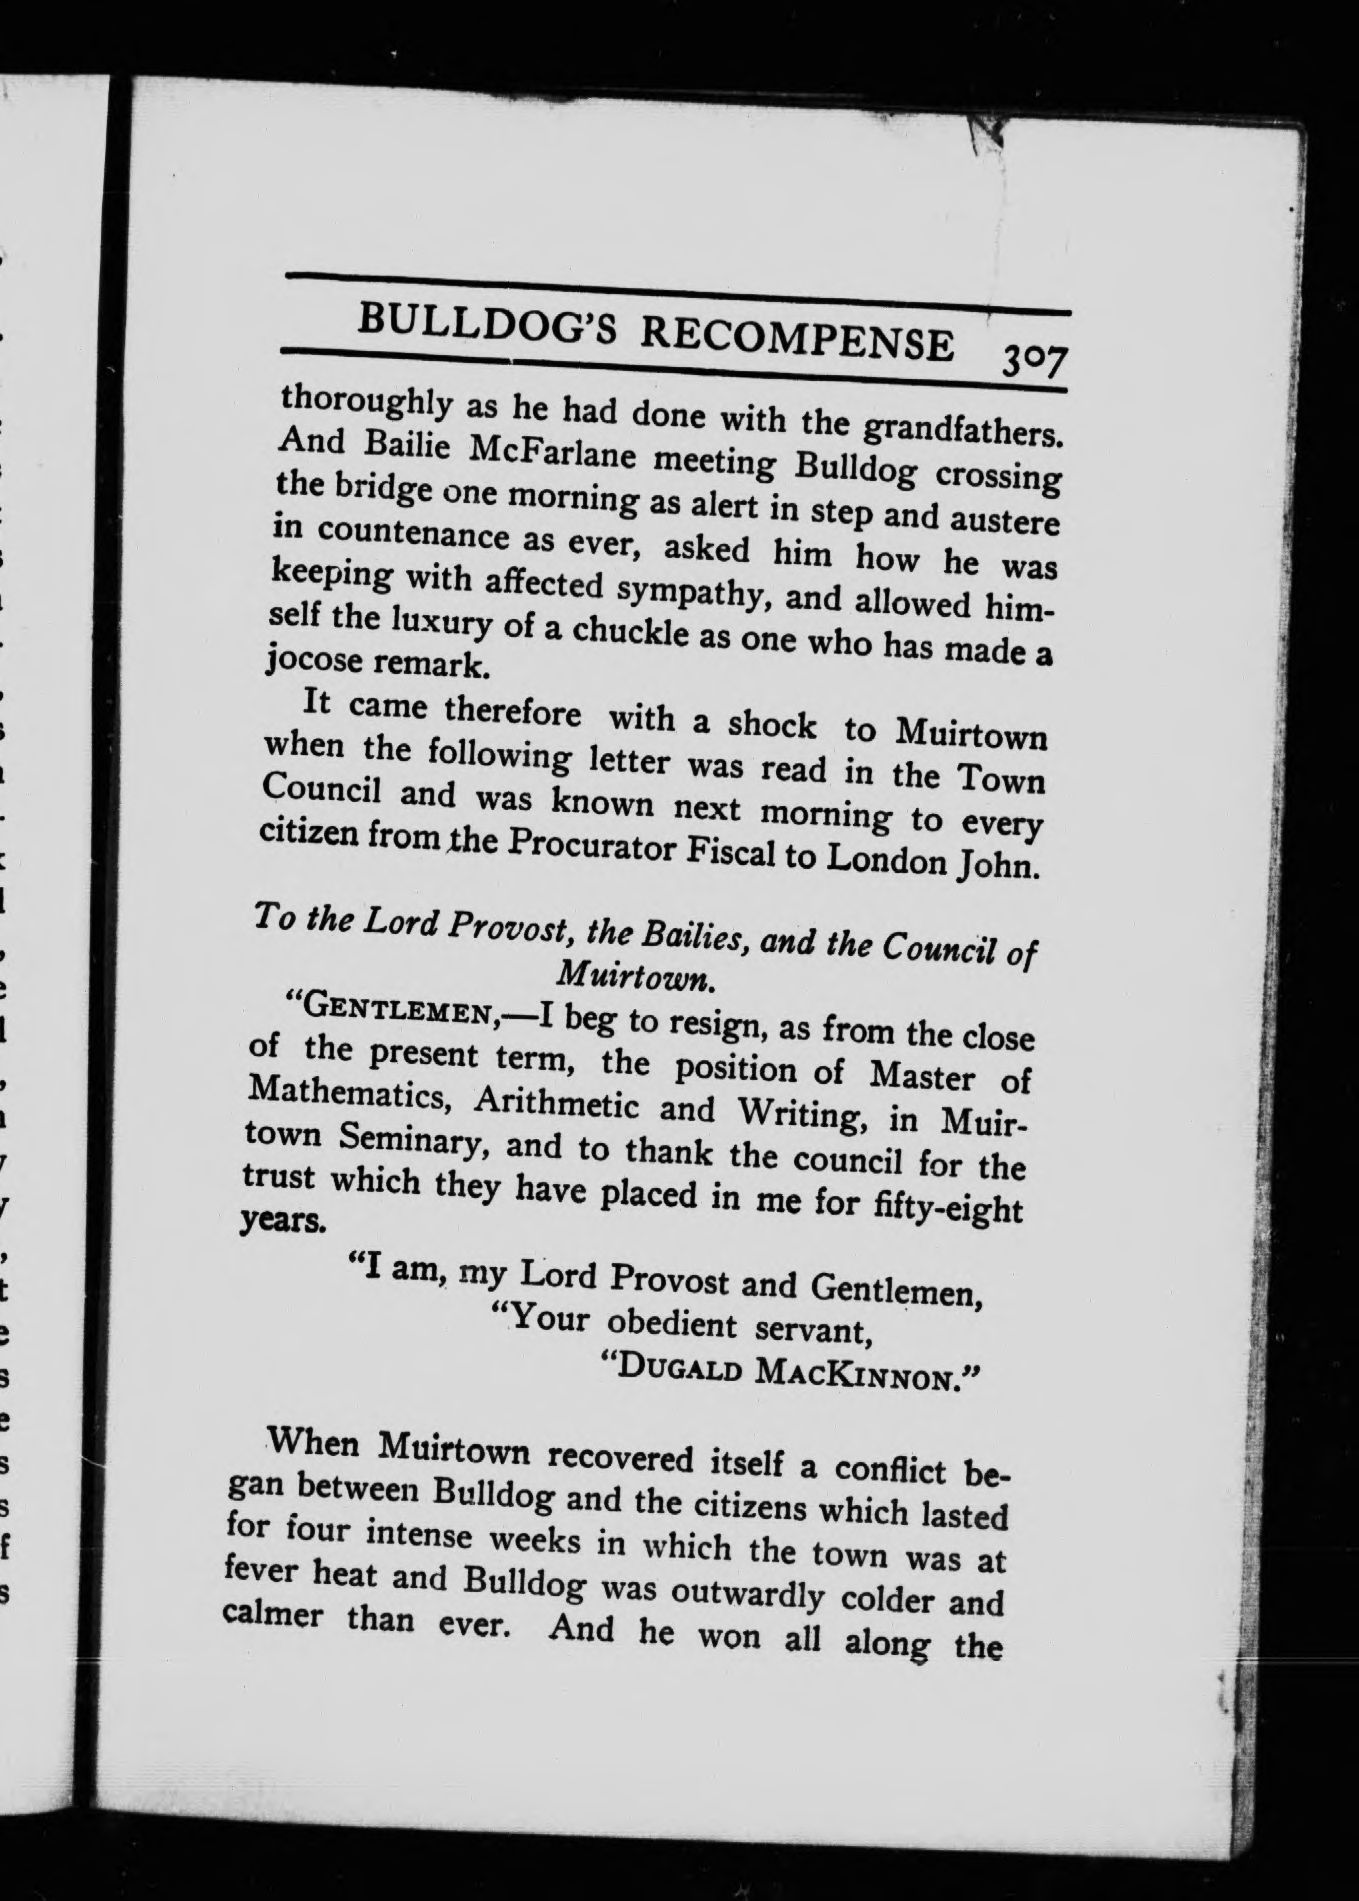 BULLDOG'S RECOMPENSE 307
thoroughly as he had done with the grandfathers.
And Bailie McFarlane meeting Bulldog crossing
the bridge one morning as alert in step and austere
in countenance as ever, asked him how he was
keeping with affected sympathy, and allowed him-
self the luxury of a chuckle as one who has made a
jocose remark.
It came therefore with a shock to Muirtown
when the following letter was read in the Town
Council and was known next morning to every
citizen from the Procurator Fiscal to London John.
To the Lord Provost, the Bailies, and the Council of
Muirtown.
"GENTLEMEN,—I beg to resign, as from the close
of the present term, the position of Master of
Mathematics, Arithmetic and Writing, in Muir-
town Seminary, and to thank the council for the
trust which they have placed in me for fifty-eight
years.
"I am, my Lord Provost and Gentlemen,
"Your obedient servant,
"DUGALD MACKINNON."
When Muirtown recovered itself a conflict be-
gan between Bulldog and the citizens which lasted
for four intense weeks in which the town was at
fever heat and Bulldog was outwardly colder and
calmer than ever. And he won all along the